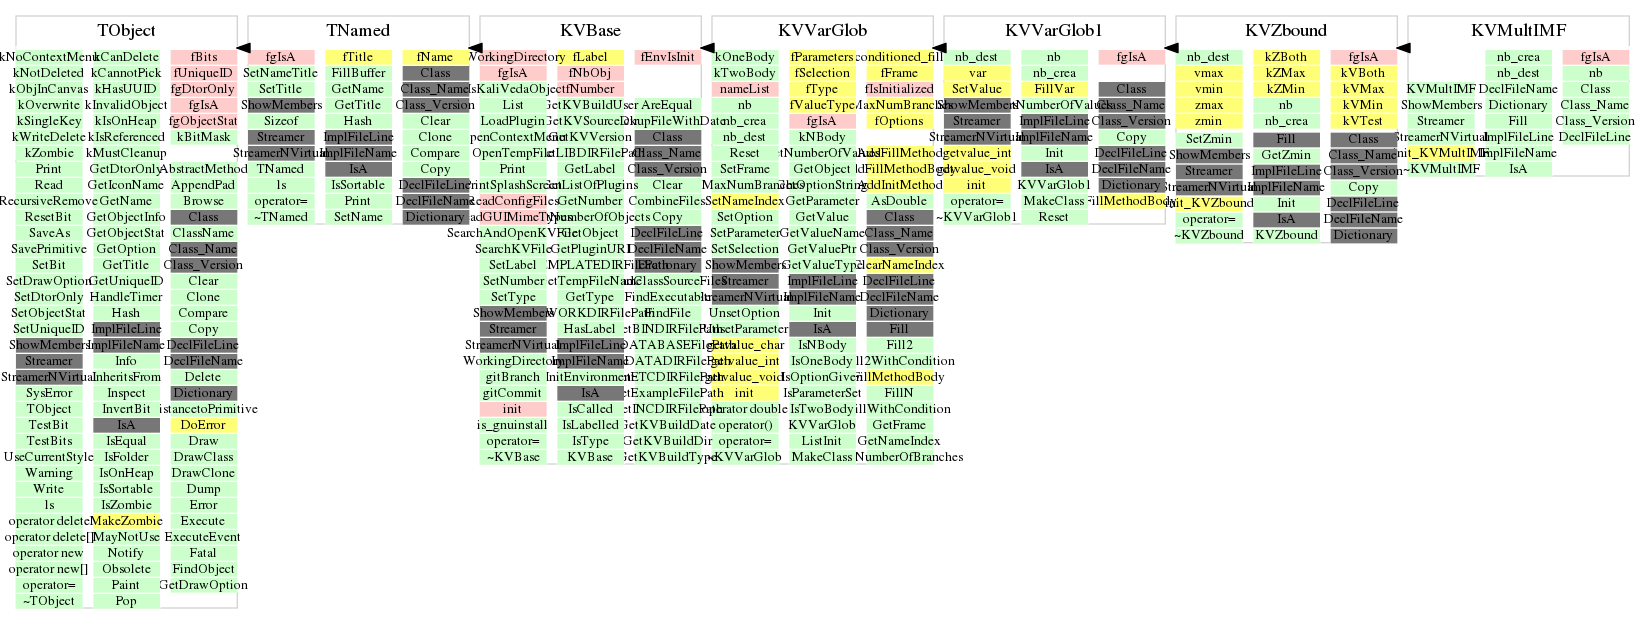 TObject TNamed KVBase KVVarGlob KVVarGlob1 KVZbound KVMultIMF
kNoContextMenu kCanDelete fBits fgIsA fTitle fName WorkingDirectory fLabel fEnvIsInit kOneBody fParameters conditioned_fill nb_dest nb fgIsA nb_dest kZBoth fgIsA nb_crea fgIsA
kNotDeleted kCannotPick fUniqueID SetNameTitle FillBuffer Class fgIsA fNbObj kTwoBody fSelection fFrame var nb_crea vmax kZMax kVBoth nb_dest nb
kObjInCanvas kHasUUID fgDtorOnly SetTitle GetName Class_Name IsKaliVedaObject fNumber nameList fType fIsInitialized SetValue FillVar Class vmin kZMin kVMax KVMultIMF DeclFileName Class
kOverwrite kInvalidObject fgIsA ShowMembers GetTitle Class_Version List GetKVBuildUser AreEqual nb fValueType MaxNumBranches ShowMembers NumberOfValues Class_Name zmax nb kVMin ShowMembers Dictionary Class_Name
kSingleKey kIsOnHeap fgObjectStat Sizeof Hash Clear LoadPlugin GetKVSourceDir BackupFileWithDate nb_crea fgIsA fOptions Streamer ImplFileLine Class_Version zmin nb_crea kVTest Streamer Fill Class_Version
kWriteDelete kIsReferenced kBitMask Streamer ImplFileLine Clone OpenContextMenu GetKVVersion Class nb_dest kNBody StreamerNVirtual ImplFileName Copy SetZmin Fill Class StreamerNVirtual ImplFileLine DeclFileLine
kZombie kMustCleanup StreamerNVirtual ImplFileName Compare OpenTempFile GetLIBDIRFilePath Class_Name Reset GetNumberOfValues AddFillMethod getvalue_int Init DeclFileLine ShowMembers GetZmin Class_Name init_KVMultIMF ImplFileName
Print GetDtorOnly AbstractMethod TNamed IsA Copy Print GetLabel Class_Version SetFrame GetObject AddFillMethodBody getvalue_void IsA DeclFileName Streamer ImplFileLine Class_Version ~KVMultIMF IsA
Read GetIconName AppendPad ls IsSortable DeclFileLine PrintSplashScreen GetListOfPlugins Clear MaxNumBranches GetOptionString AddInitMethod init KVVarGlob1 Dictionary StreamerNVirtual ImplFileName Copy
RecursiveRemove GetName Browse operator= Print DeclFileName ReadConfigFiles GetNumber CombineFiles SetNameIndex GetParameter AsDouble operator= MakeClass FillMethodBody init_KVZbound Init DeclFileLine
ResetBit GetObjectInfo Class ~TNamed SetName Dictionary ReadGUIMimeTypes NumberOfObjects Copy SetOption GetValue Class ~KVVarGlob1 Reset operator= IsA DeclFileName
SaveAs GetObjectStat ClassName SearchAndOpenKVFile GetObject DeclFileLine SetParameter GetValueName Class_Name ~KVZbound KVZbound Dictionary
SavePrimitive GetOption Class_Name SearchKVFile GetPluginURI DeclFileName SetSelection GetValuePtr Class_Version
SetBit GetTitle Class_Version SetLabel Dictionary ShowMembers GetValueType ClearNameIndex
SetDrawOption GetUniqueID Clear SetNumber GetTempFileName Streamer ImplFileLine DeclFileLine
SetDtorOnly HandleTimer Clone SetType GetType FindExecutable StreamerNVirtual ImplFileName DeclFileName
SetObjectStat Hash Compare ShowMembers FindFile UnsetOption Init Dictionary
SetUniqueID ImplFileLine Copy Streamer HasLabel UnsetParameter IsA Fill
ShowMembers ImplFileName DeclFileLine StreamerNVirtual ImplFileLine getvalue_char IsNBody Fill2
Streamer Info DeclFileName WorkingDirectory ImplFileName getvalue_int IsOneBody Fill2WithCondition
StreamerNVirtual InheritsFrom Delete gitBranch InitEnvironment getvalue_void IsOptionGiven FillMethodBody
SysError Inspect Dictionary gitCommit IsA init IsParameterSet FillN
TObject InvertBit DistancetoPrimitive init IsCalled operator double IsTwoBody FillWithCondition
TestBit IsA DoError is_gnuinstall IsLabelled GetKVBuildDate operator() KVVarGlob GetFrame
TestBits IsEqual Draw operator= IsType GetKVBuildDir operator= ListInit GetNameIndex
UseCurrentStyle IsFolder DrawClass ~KVBase KVBase GetKVBuildType ~KVVarGlob MakeClass NumberOfBranches
Warning IsOnHeap DrawClone
Write IsSortable Dump
ls IsZombie Error
operator delete MakeZombie Execute
operator delete[] MayNotUse ExecuteEvent
operator new Notify Fatal
operator new[] Obsolete FindObject
operator= Paint GetDrawOption
~TObject Pop